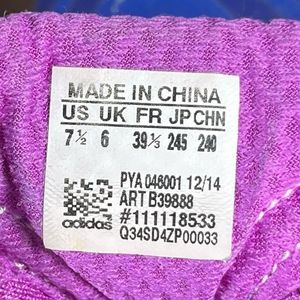 MADE IN CHINA
US UK FR JP CHN
7½ 6 39⅓ 245 240
PYA 046001 12/14
ART B39888
#111118533
Q34SD4ZP00033
adidas